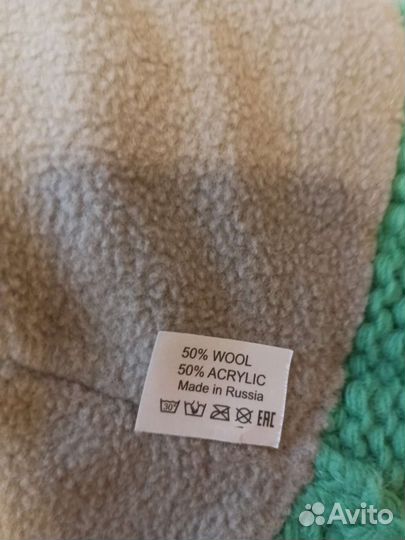 50% WOOL
50% ACRYLIC
Made in Russia
30° EAC
Avito